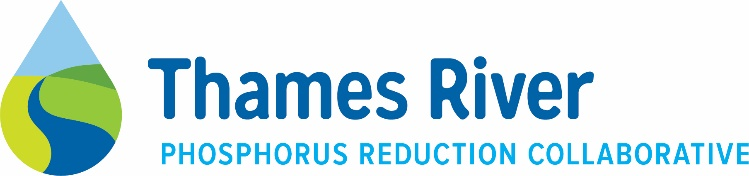 Thames River
PHOSPHORUS REDUCTION COLLABORATIVE